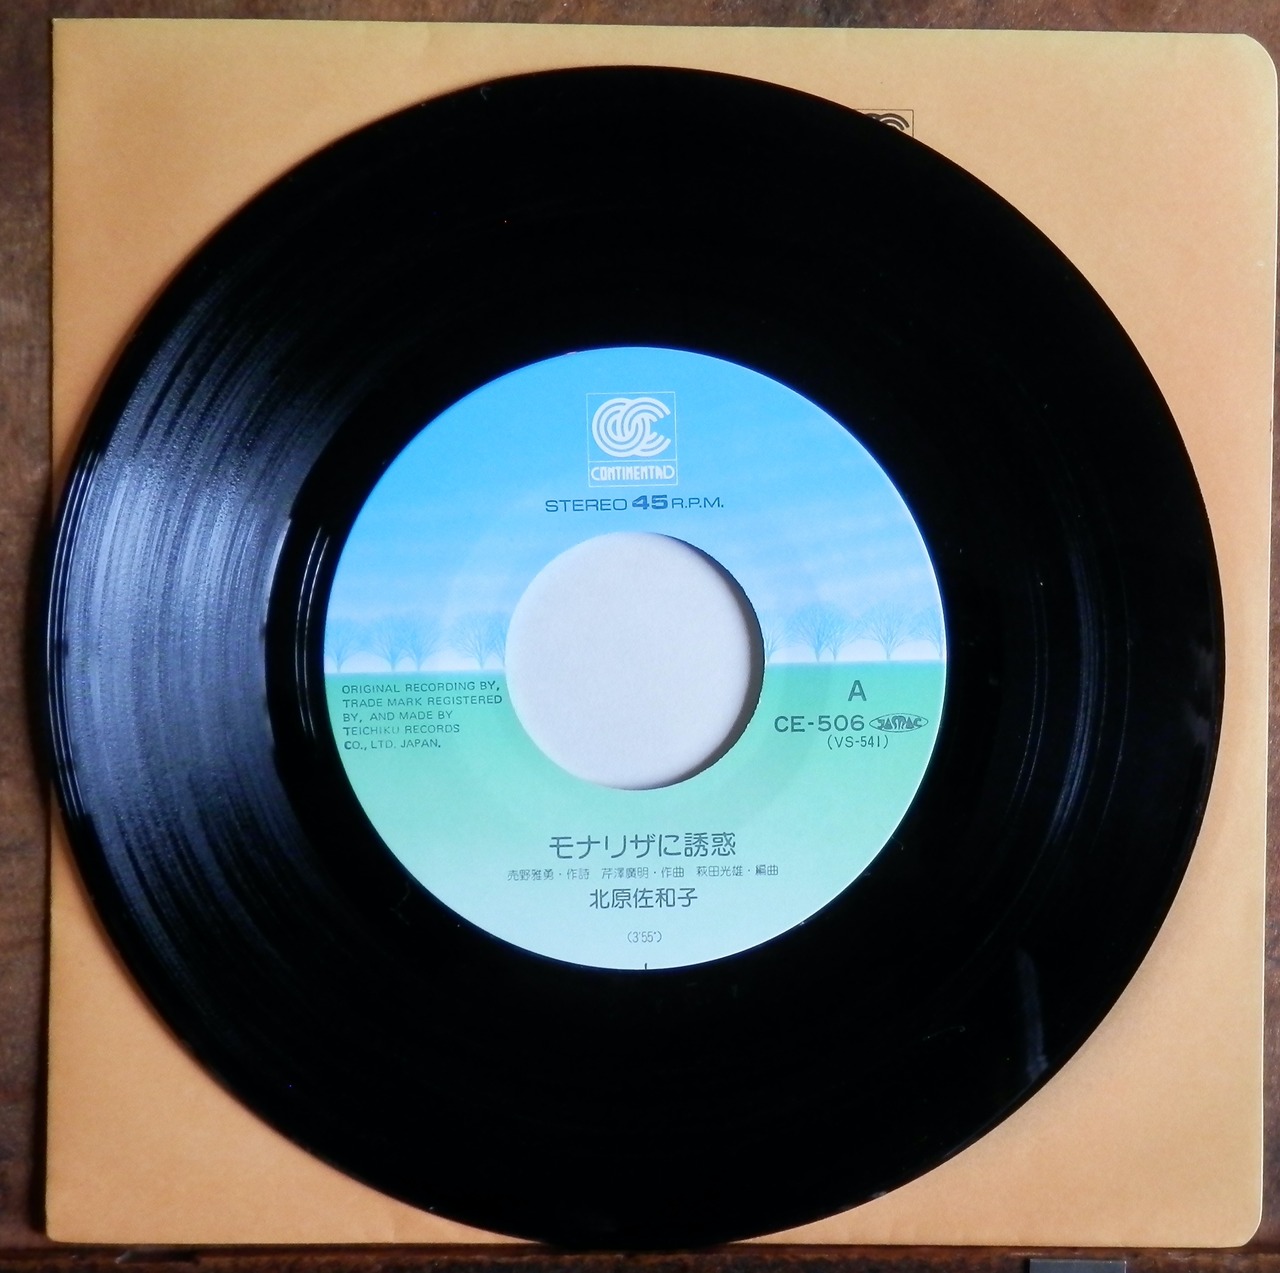 CONTINENTAL
STEREO 45 R.P.M.
ORIGINAL RECORDING BY,
TRADE MARK REGISTERED
BY, AND MADE BY
TEICHIKU RECORDS
CO., LTD. JAPAN.
A
CE-506 JASRAC
(VS-541)
モナリザに誘惑
売野雅勇・作詩 芹澤廣明・作曲 萩田光雄・編曲
北原佐和子
(3'55")